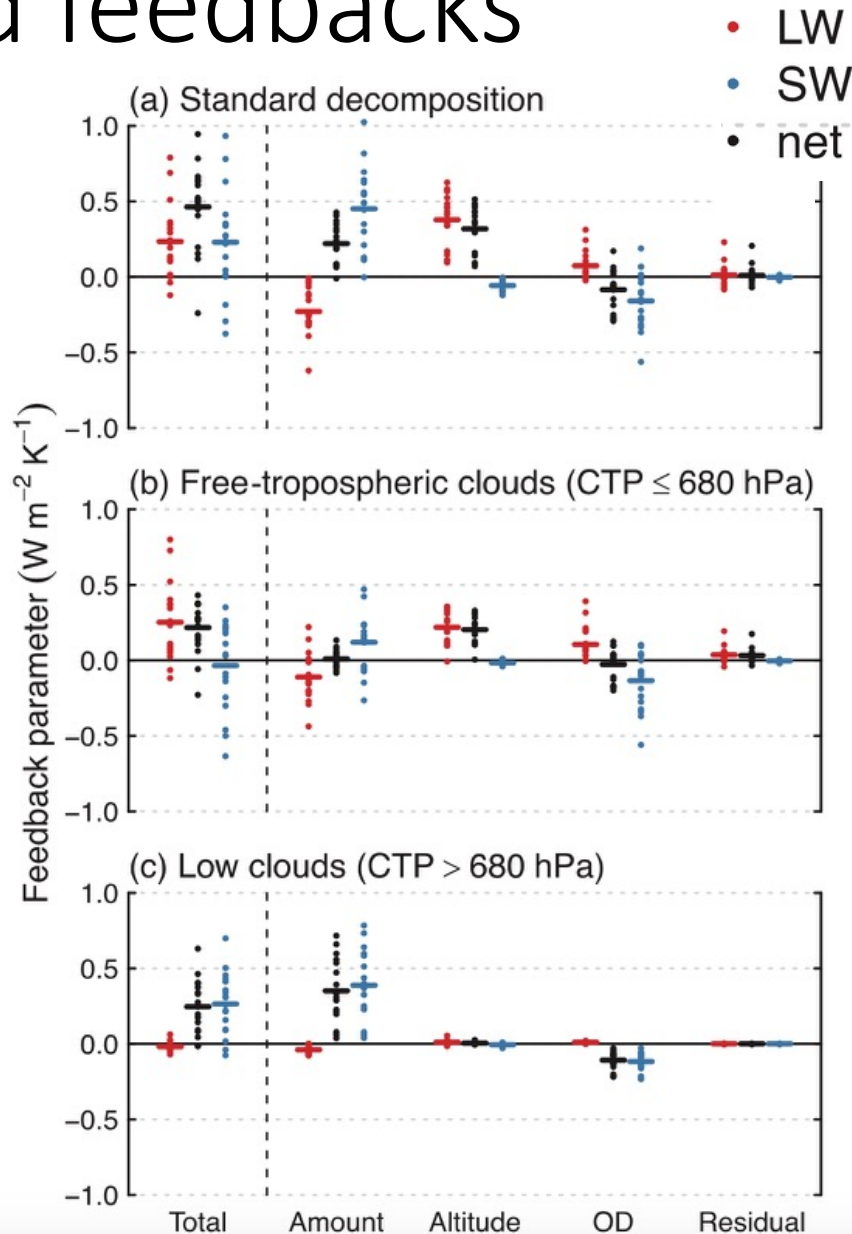 d feedbacks
LW
SW
net
(a) Standard decomposition
1.0
0.5
0.0
−0.5
−1.0
(b) Free-tropospheric clouds (CTP ≤ 680 hPa)
1.0
0.5
0.0
−0.5
−1.0
(c) Low clouds (CTP > 680 hPa)
1.0
0.5
0.0
−0.5
−1.0
Feedback parameter (W m⁻² K⁻¹)
Total Amount Altitude OD Residual